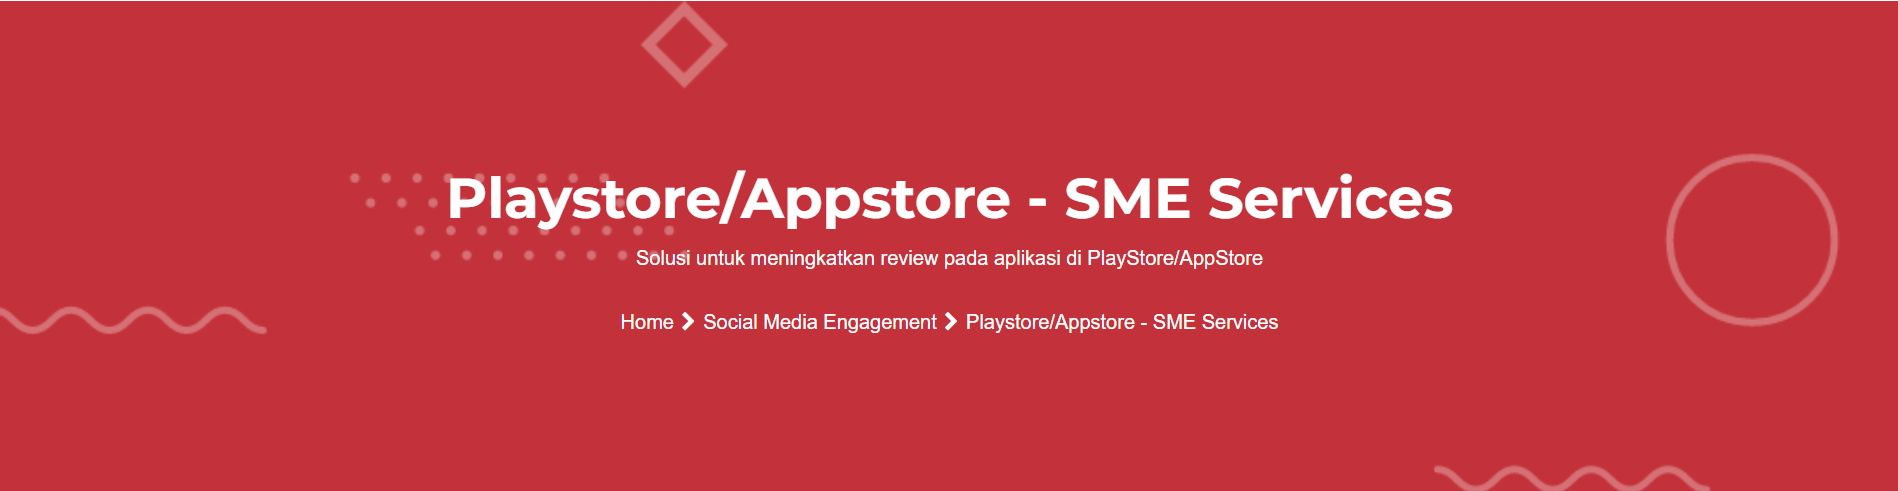 Playstore/Appstore - SME Services
Solusi untuk meningkatkan review pada aplikasi di PlayStore/AppStore
Home > Social Media Engagement > Playstore/Appstore - SME Services